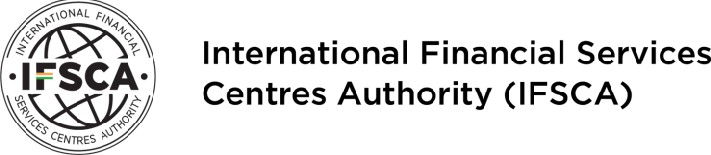 INTERNATIONAL FINANCIAL
IFSCA
SERVICES CENTRES AUTHORITY
International Financial Services
Centres Authority (IFSCA)